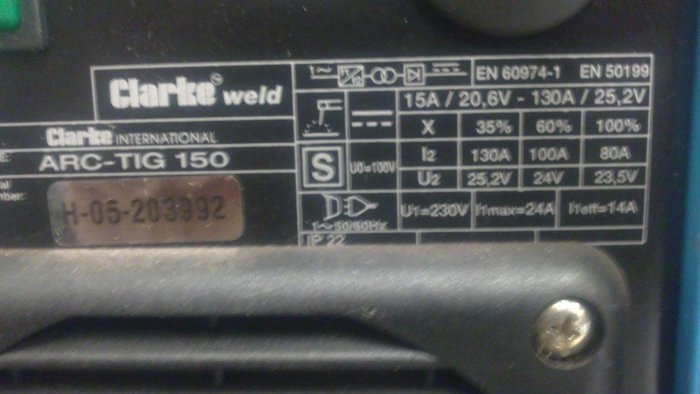 Clarke® weld
Clarke INTERNATIONAL
ARC-TIG 150
H-05-203992
1~ EN 60974-1 EN 50199
15A / 20,6V - 130A / 25,2V
X 35% 60% 100%
S U0=100V I2 130A 100A 80A
U2 25,2V 24V 23,5V
1~50/60Hz U1=230V I1max=24A I1eff=14A
IP 22